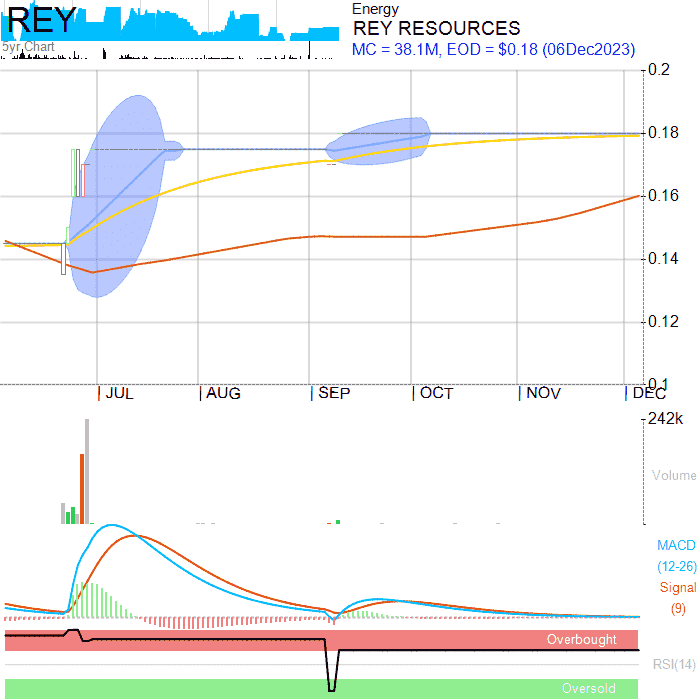 REY
5yr Chart
Energy
REY RESOURCES
MC = 38.1M, EOD = $0.18 (06Dec2023)
0.2
0.18
0.16
0.14
0.12
0.1
JUL
AUG
SEP
OCT
NOV
DEC
242k
Volume
MACD
(12-26)
Signal
(9)
Overbought
RSI(14)
Oversold